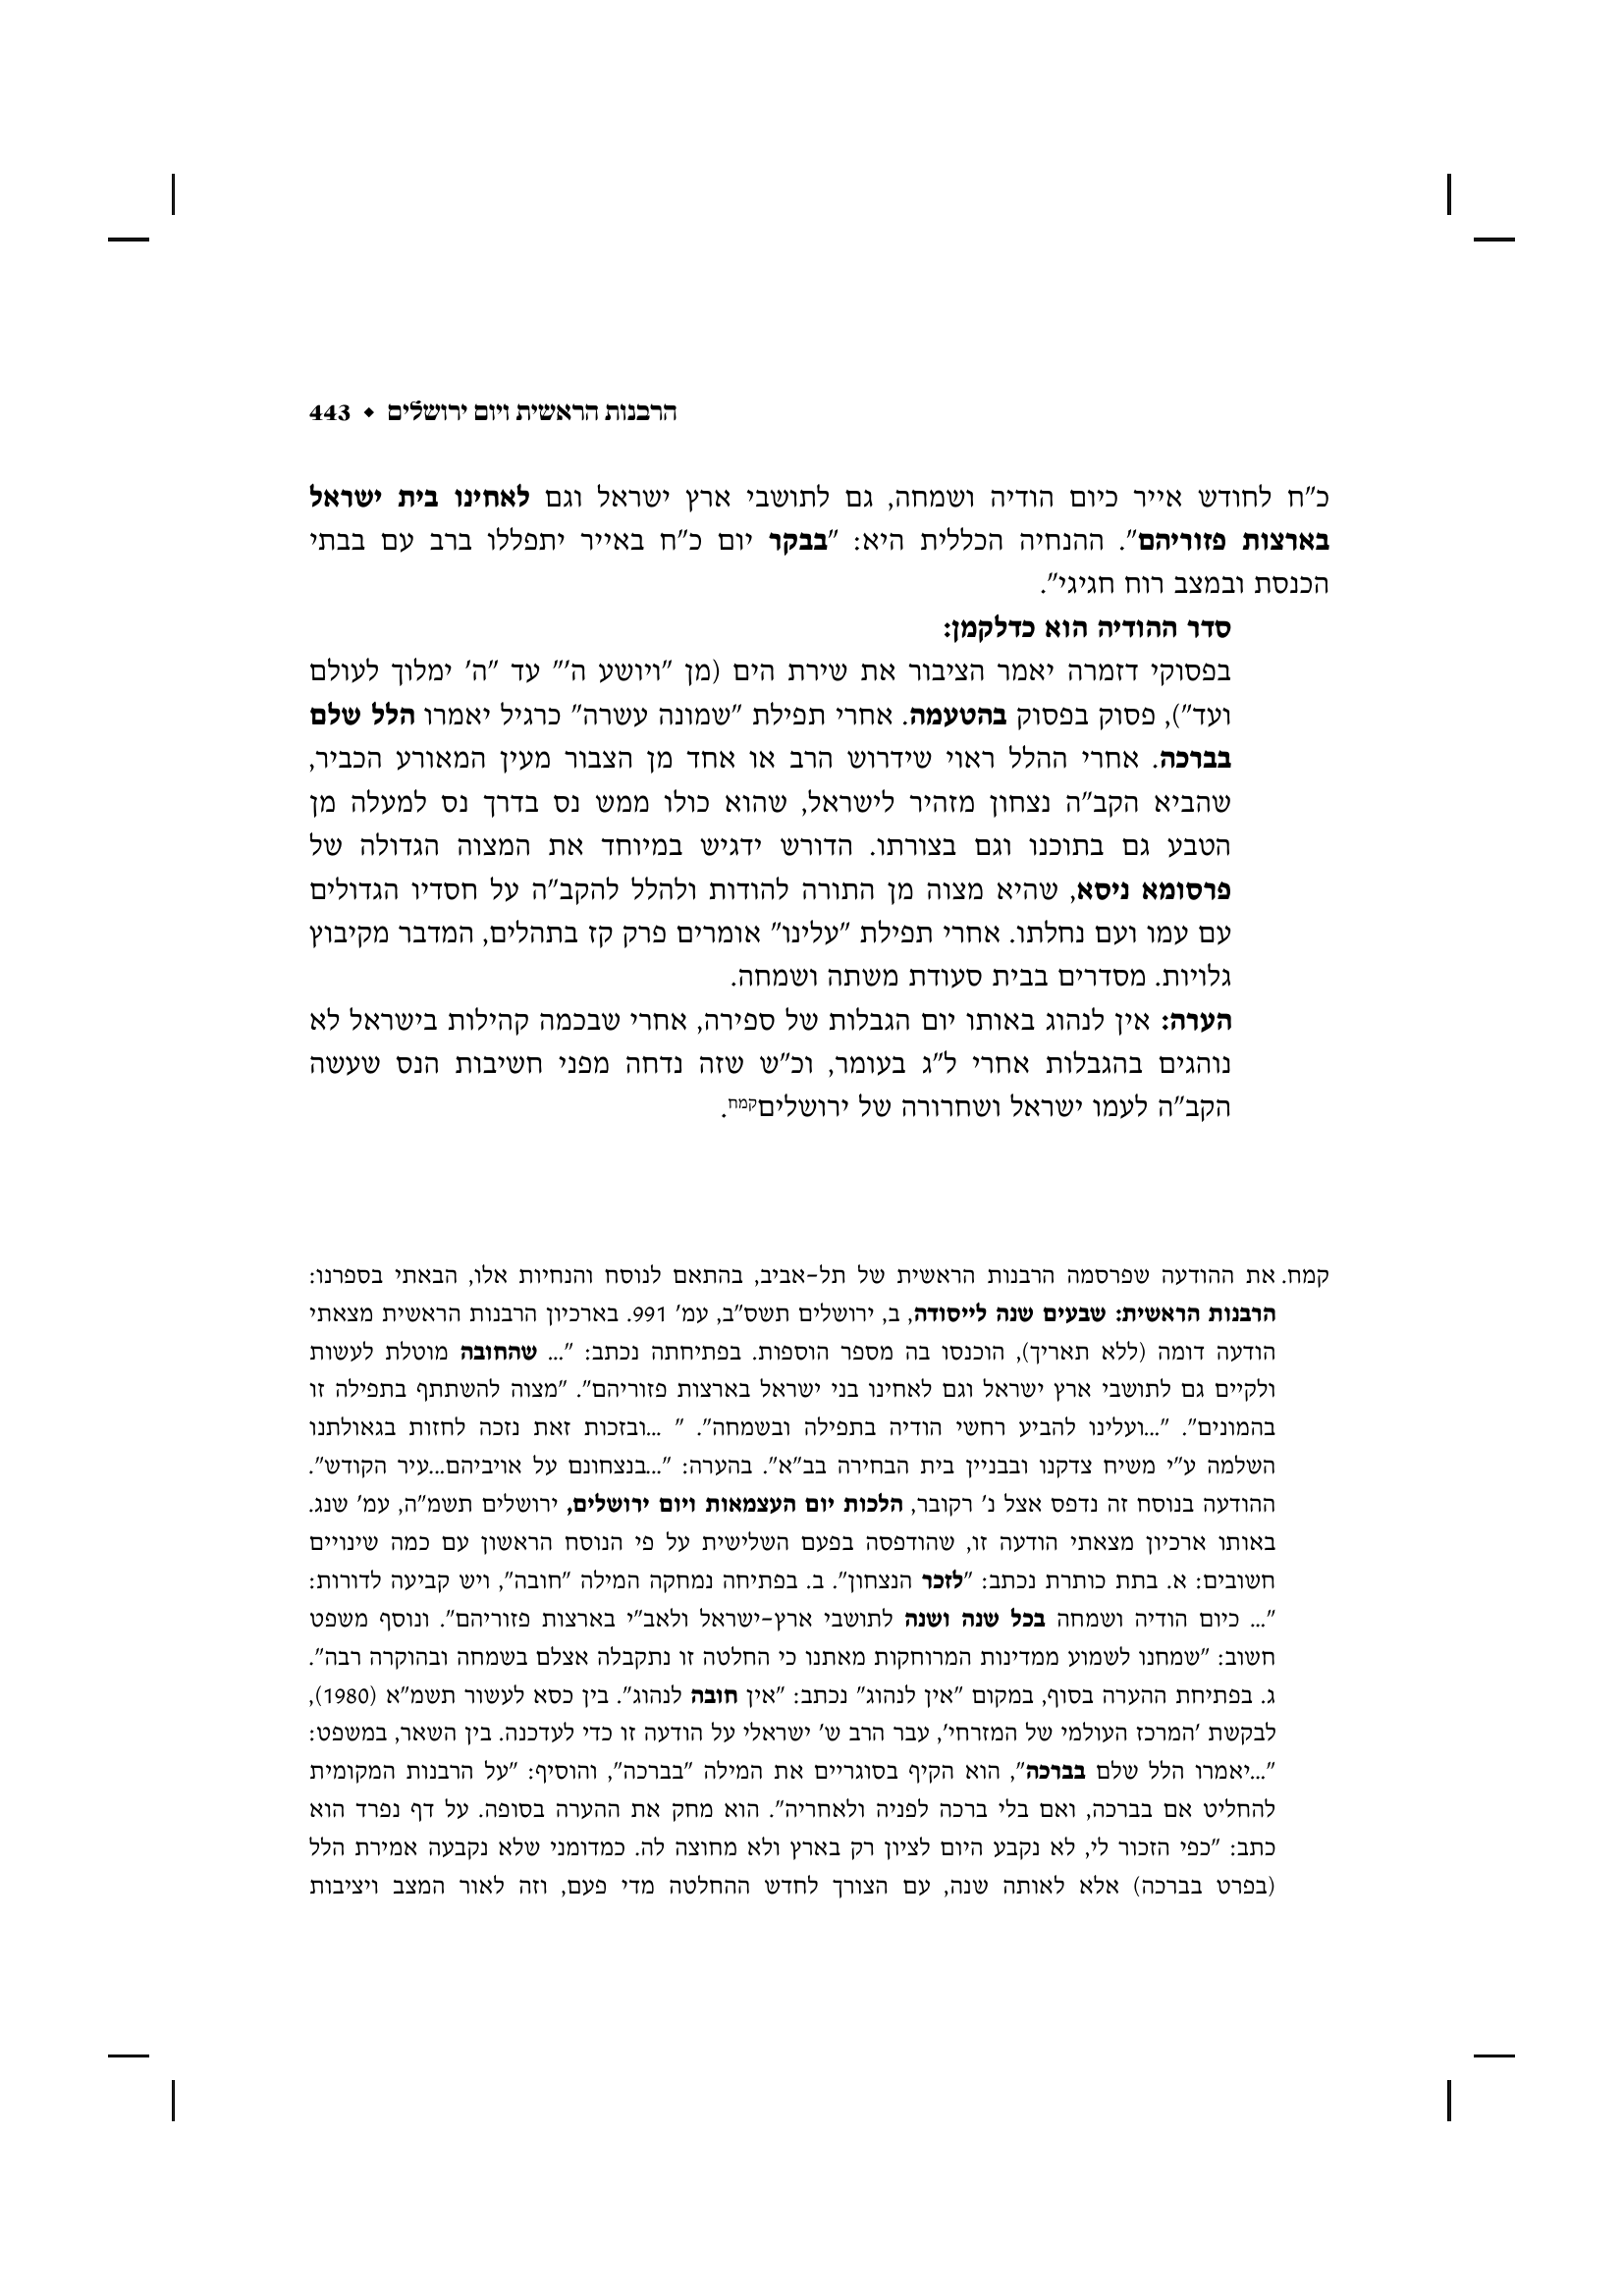 הרבנות הראשית ויום ירושלים ◆ 443
כ"ח לחודש אייר כיום הודיה ושמחה, גם לתושבי ארץ ישראל וגם לאחינו בית ישראל
בארצות פזוריהם". ההנחיה הכללית היא: "בבקר יום כ"ח באייר יתפללו ברב עם בבתי
הכנסת ובמצב רוח חגיגי".
סדר ההודיה הוא כדלקמן:
בפסוקי דזמרה יאמר הציבור את שירת הים (מן "ויושע ה'" עד "ה' ימלוך לעולם
ועד"), פסוק בפסוק בהטעמה. אחרי תפילת "שמונה עשרה" כרגיל יאמרו הלל שלם
בברכה. אחרי ההלל ראוי שידרוש הרב או אחד מן הצבור מעין המאורע הכביר,
שהביא הקב"ה נצחון מזהיר לישראל, שהוא כולו ממש נס בדרך נס למעלה מן
הטבע גם בתוכנו וגם בצורתו. הדורש ידגיש במיוחד את המצוה הגדולה של
פרסומא ניסא, שהיא מצוה מן התורה להודות ולהלל להקב"ה על חסדיו הגדולים
עם עמו ועם נחלתו. אחרי תפילת "עלינו" אומרים פרק קז בתהלים, המדבר מקיבוץ
גלויות. מסדרים בבית סעודת משתה ושמחה.
הערה: אין לנהוג באותו יום הגבלות של ספירה, אחרי שבכמה קהילות בישראל לא
נוהגים בהגבלות אחרי ל"ג בעומר, וכ"ש שזה נדחה מפני חשיבות הנס שעשה
הקב"ה לעמו ישראל ושחרורה של ירושליםקמח.
קמח. את ההודעה שפרסמה הרבנות הראשית של תל-אביב, בהתאם לנוסח והנחיות אלו, הבאתי בספרנו:
הרבנות הראשית: שבעים שנה לייסודה, ב, ירושלים תשס"ב, עמ' 991. בארכיון הרבנות הראשית מצאתי
הודעה דומה (ללא תאריך), הוכנסו בה מספר הוספות. בפתיחתה נכתב: "... שהחובה מוטלת לעשות
ולקיים גם לתושבי ארץ ישראל וגם לאחינו בני ישראל בארצות פזוריהם". "מצוה להשתתף בתפילה זו
בהמונים". "...ועלינו להביע רחשי הודיה בתפילה ובשמחה". " ...ובזכות זאת נזכה לחזות בגאולתנו
השלמה ע"י משיח צדקנו ובבניין בית הבחירה בב"א". בהערה: "...בנצחונם על אויביהם...עיר הקודש".
ההודעה בנוסח זה נדפס אצל נ' רקובר, הלכות יום העצמאות ויום ירושלים, ירושלים תשמ"ה, עמ' שנג.
באותו ארכיון מצאתי הודעה זו, שהודפסה בפעם השלישית על פי הנוסח הראשון עם כמה שינויים
חשובים: א. בתת כותרת נכתב: "לזכר הנצחון". ב. בפתיחה נמחקה המילה "חובה", ויש קביעה לדורות:
"... כיום הודיה ושמחה בכל שנה ושנה לתושבי ארץ-ישראל ולאב"י בארצות פזוריהם". ונוסף משפט
חשוב: "שמחנו לשמוע ממדינות המרוחקות מאתנו כי החלטה זו נתקבלה אצלם בשמחה ובהוקרה רבה".
ג. בפתיחת ההערה בסוף, במקום "אין לנהוג" נכתב: "אין חובה לנהוג". בין כסא לעשור תשמ"א (1980),
לבקשת 'המרכז העולמי של המזרחי', עבר הרב ש' ישראלי על הודעה זו כדי לעדכנה. בין השאר, במשפט:
"...יאמרו הלל שלם בברכה", הוא הקיף בסוגריים את המילה "בברכה", והוסיף: "על הרבנות המקומית
להחליט אם בברכה, ואם בלי ברכה לפניה ולאחריה". הוא מחק את ההערה בסופה. על דף נפרד הוא
כתב: "כפי הזכור לי, לא נקבע היום לציון רק בארץ ולא מחוצה לה. כמדומני שלא נקבעה אמירת הלל
(בפרט בברכה) אלא לאותה שנה, עם הצורך לחדש ההחלטה מדי פעם, וזה לאור המצב ויציבות